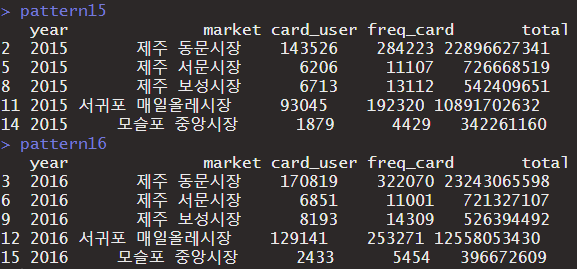 > pattern15
year market card_user freq_card total
2 2015 제주 동문시장 143526 284223 22896627341
5 2015 제주 서문시장 6206 11107 726668519
8 2015 제주 보성시장 6713 13112 542409651
11 2015 서귀포 매일올레시장 93045 192320 10891702632
14 2015 모슬포 중앙시장 1879 4429 342261160
> pattern16
year market card_user freq_card total
3 2016 제주 동문시장 170819 322070 23243065598
6 2016 제주 서문시장 6851 11001 721327107
9 2016 제주 보성시장 8193 14309 526394492
12 2016 서귀포 매일올레시장 129141 253271 12558053430
15 2016 모슬포 중앙시장 2433 5454 396672609